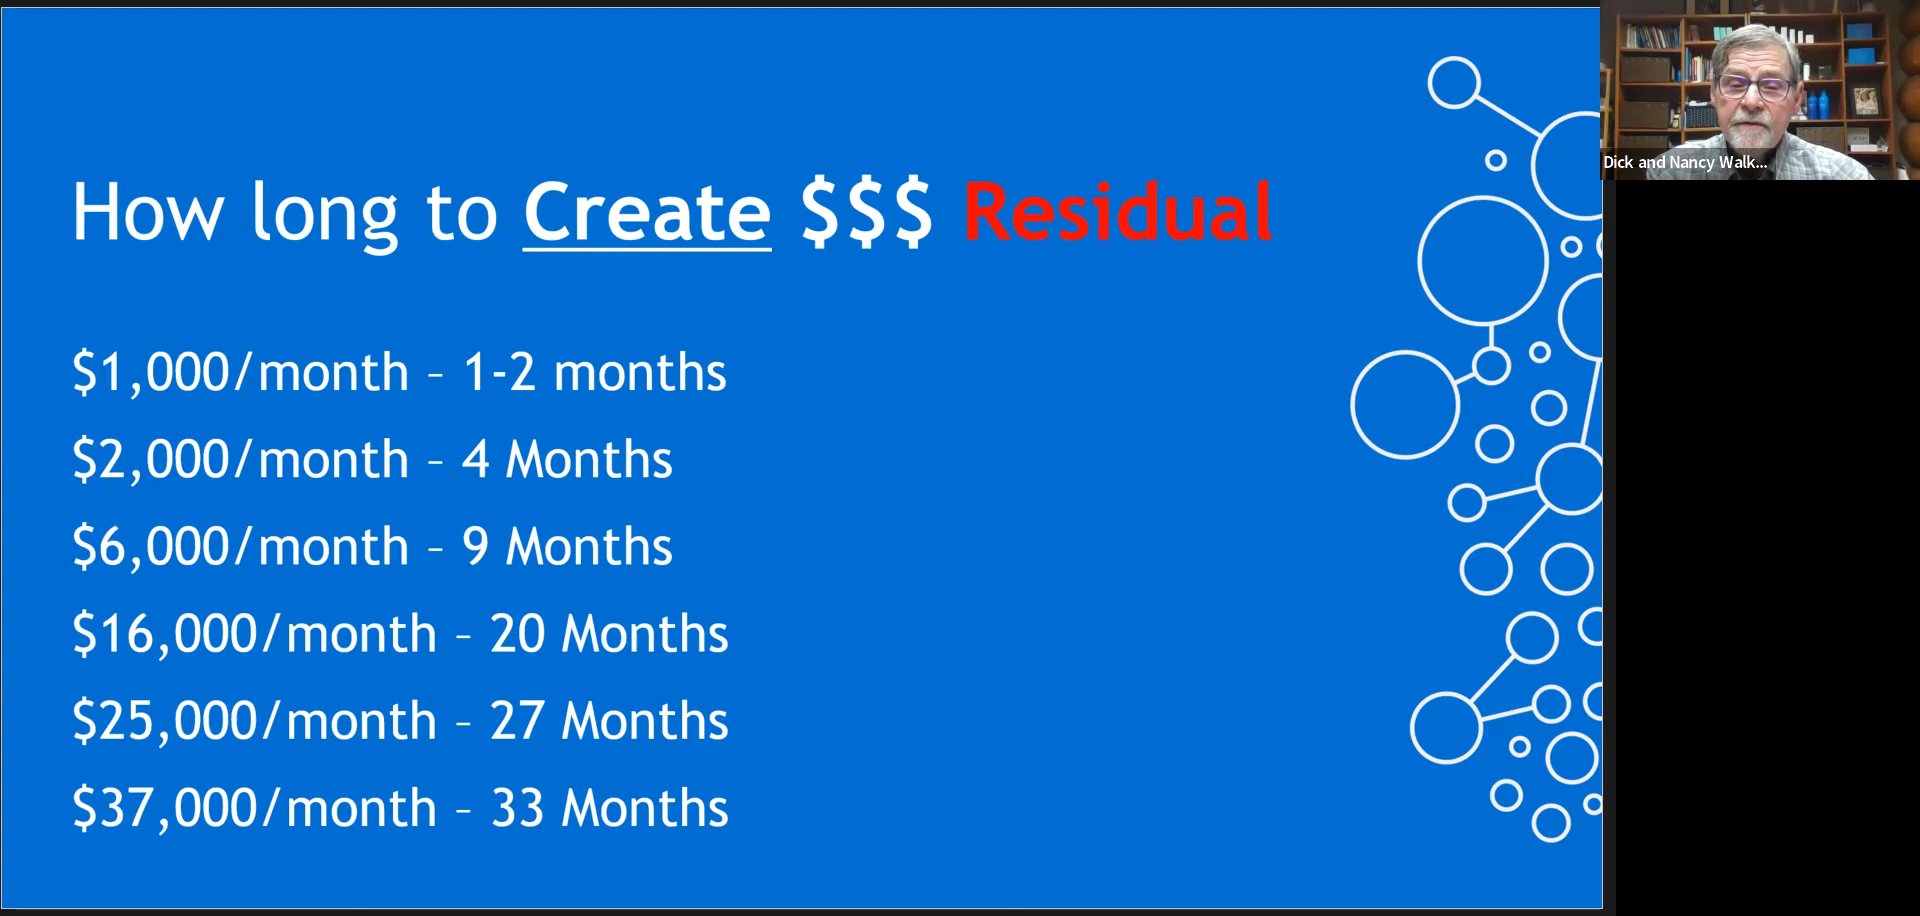 How long to Create $$$ Residual
$1,000/month – 1-2 months
$2,000/month – 4 Months
$6,000/month – 9 Months
$16,000/month – 20 Months
$25,000/month – 27 Months
$37,000/month – 33 Months
Dick and Nancy Walk...